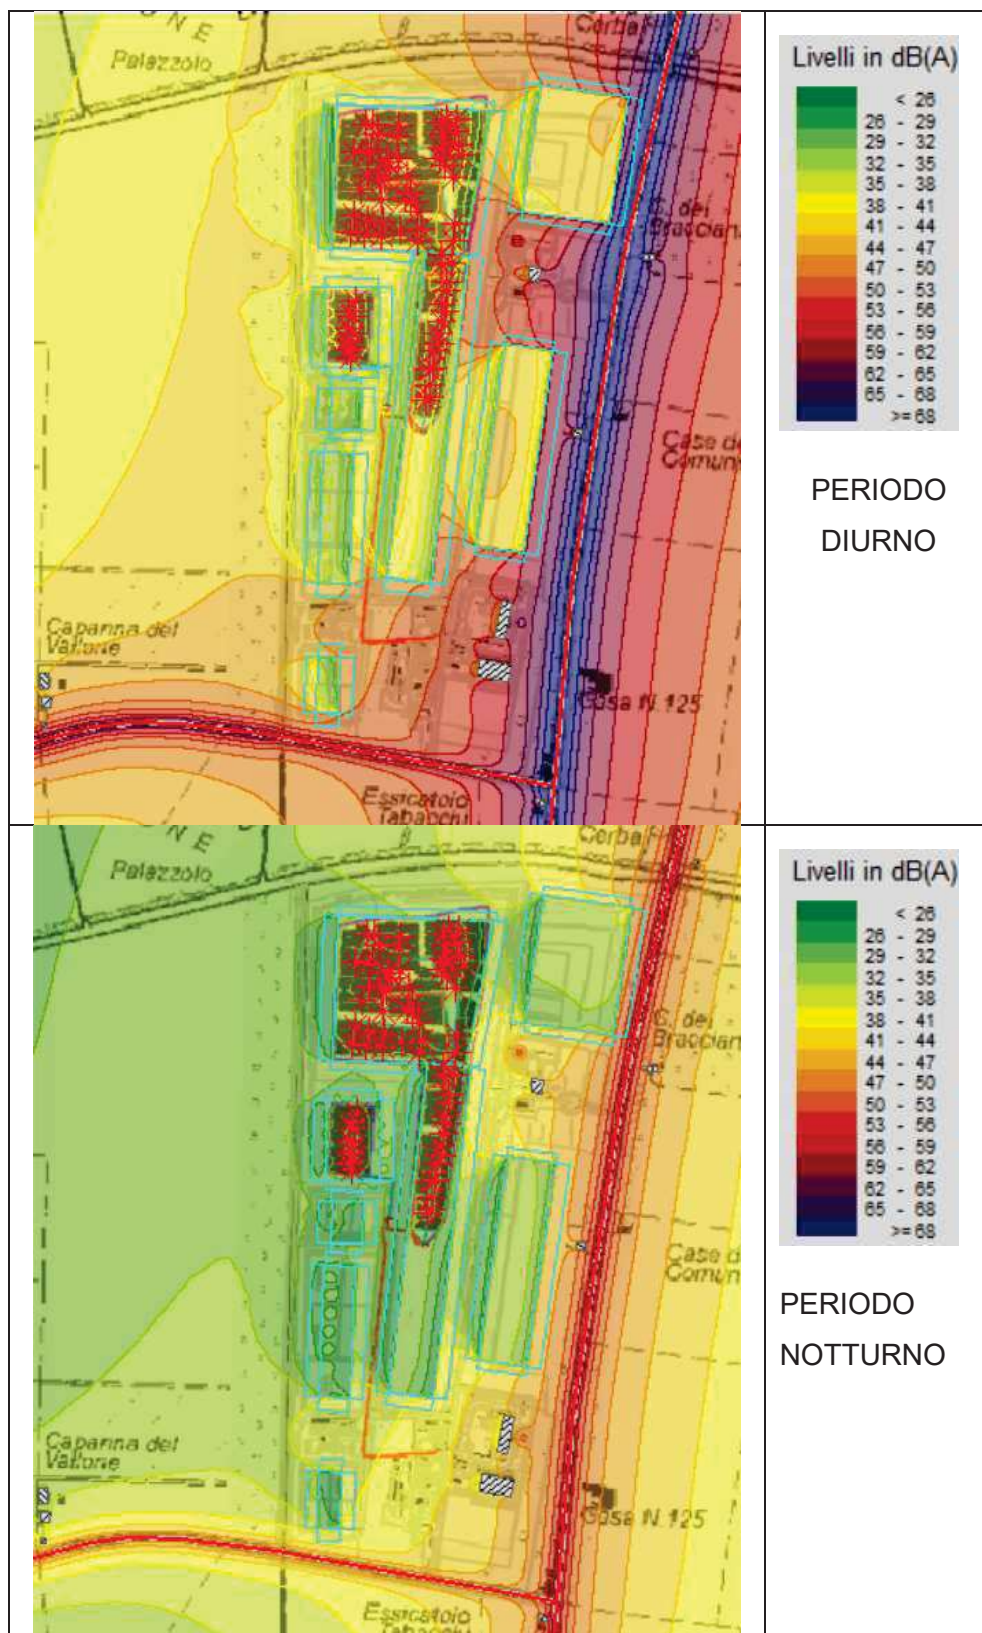 O N E
Palazzolo
Cerba
Livelli in dB(A)
< 26
26 - 29
29 - 32
32 - 35
35 - 38
38 - 41
41 - 44
44 - 47
47 - 50
50 - 53
53 - 56
56 - 59
59 - 62
62 - 65
65 - 68
>= 68
C. dei
Braccian
Case de
Comun
PERIODO
DIURNO
Capanna del
Vallone
Casa N. 125
Essicatoio
Tabacchi
N E
Palazzolo
Cerba
Livelli in dB(A)
< 26
26 - 29
29 - 32
32 - 35
35 - 38
38 - 41
41 - 44
44 - 47
47 - 50
50 - 53
53 - 56
56 - 59
59 - 62
62 - 65
65 - 68
>= 68
C. dei
Braccian
Case d
Comun
PERIODO
NOTTURNO
Capanna del
Vallone
Casa N. 125
Essicatoio
Tabacchi